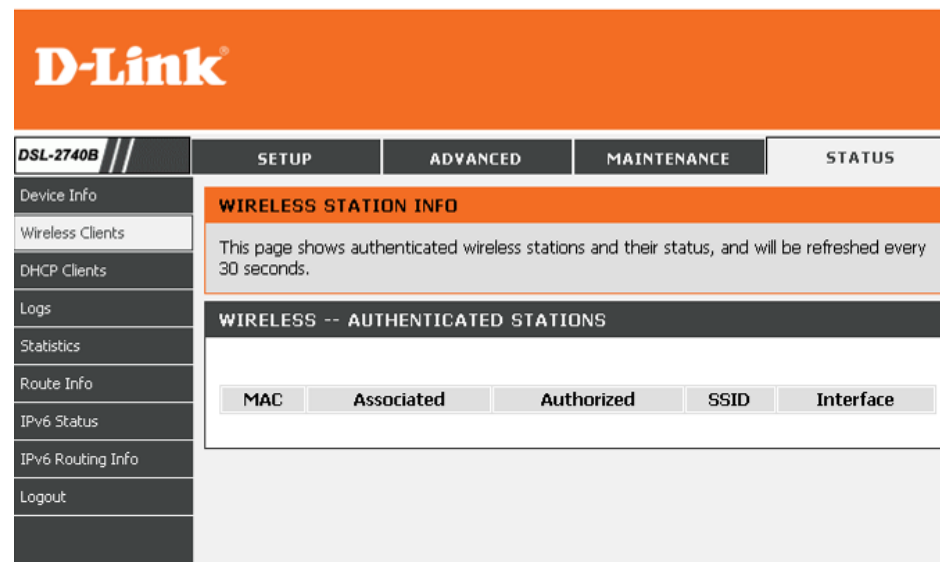 D-Link®
DSL-2740B
SETUP ADVANCED MAINTENANCE STATUS
Device Info
Wireless Clients
DHCP Clients
Logs
Statistics
Route Info
IPv6 Status
IPv6 Routing Info
Logout
WIRELESS STATION INFO
This page shows authenticated wireless stations and their status, and will be refreshed every
30 seconds.
WIRELESS -- AUTHENTICATED STATIONS
MAC Associated Authorized SSID Interface